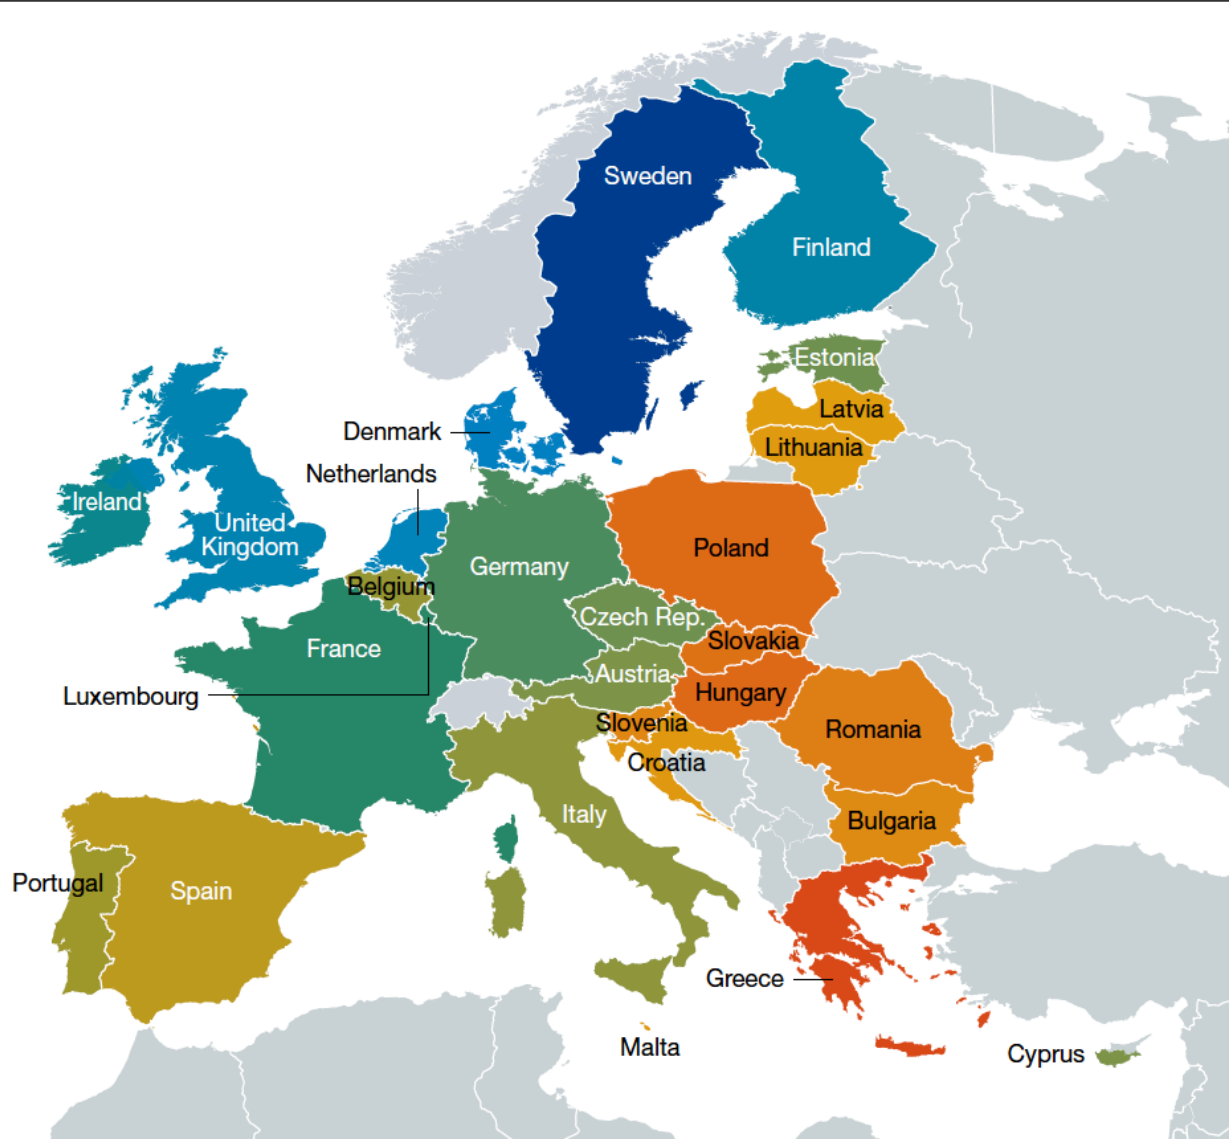 Sweden
Finland
Estonia
Latvia
Denmark
Lithuania
Netherlands
Ireland
United
Kingdom
Poland
Germany
Belgium
Czech Rep.
Slovakia
France
Austria
Luxembourg
Hungary
Slovenia
Romania
Croatia
Italy
Bulgaria
Portugal
Spain
Greece
Malta
Cyprus